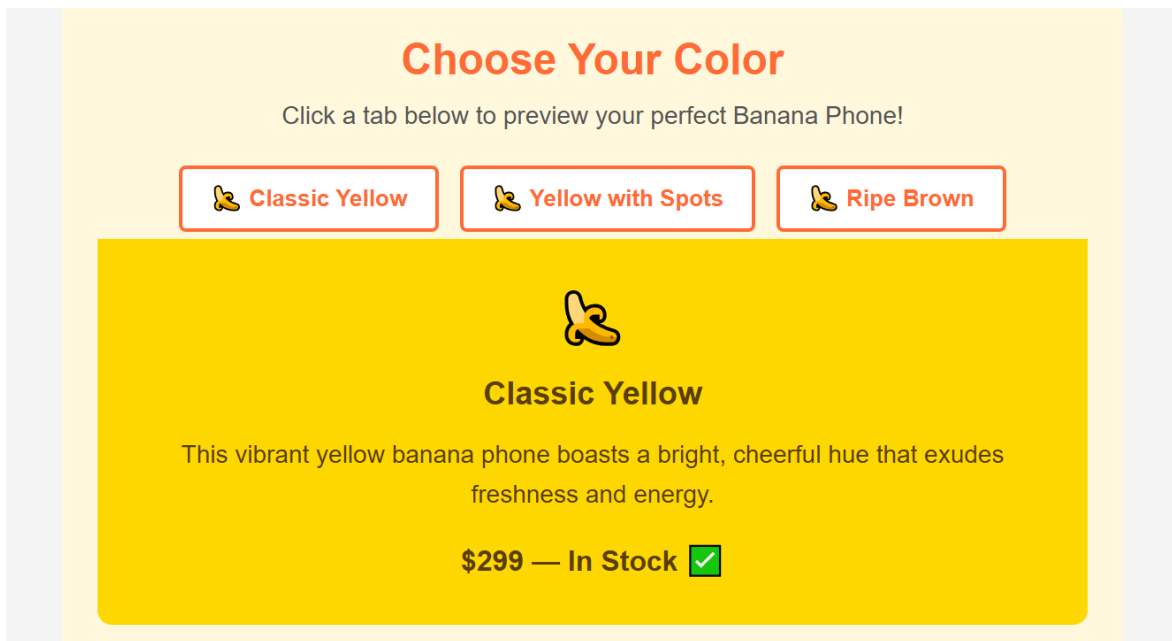 Choose Your Color
Click a tab below to preview your perfect Banana Phone!
🍌 Classic Yellow
🍌 Yellow with Spots
🍌 Ripe Brown
🍌
Classic Yellow
This vibrant yellow banana phone boasts a bright, cheerful hue that exudes
freshness and energy.
$299 — In Stock ✅